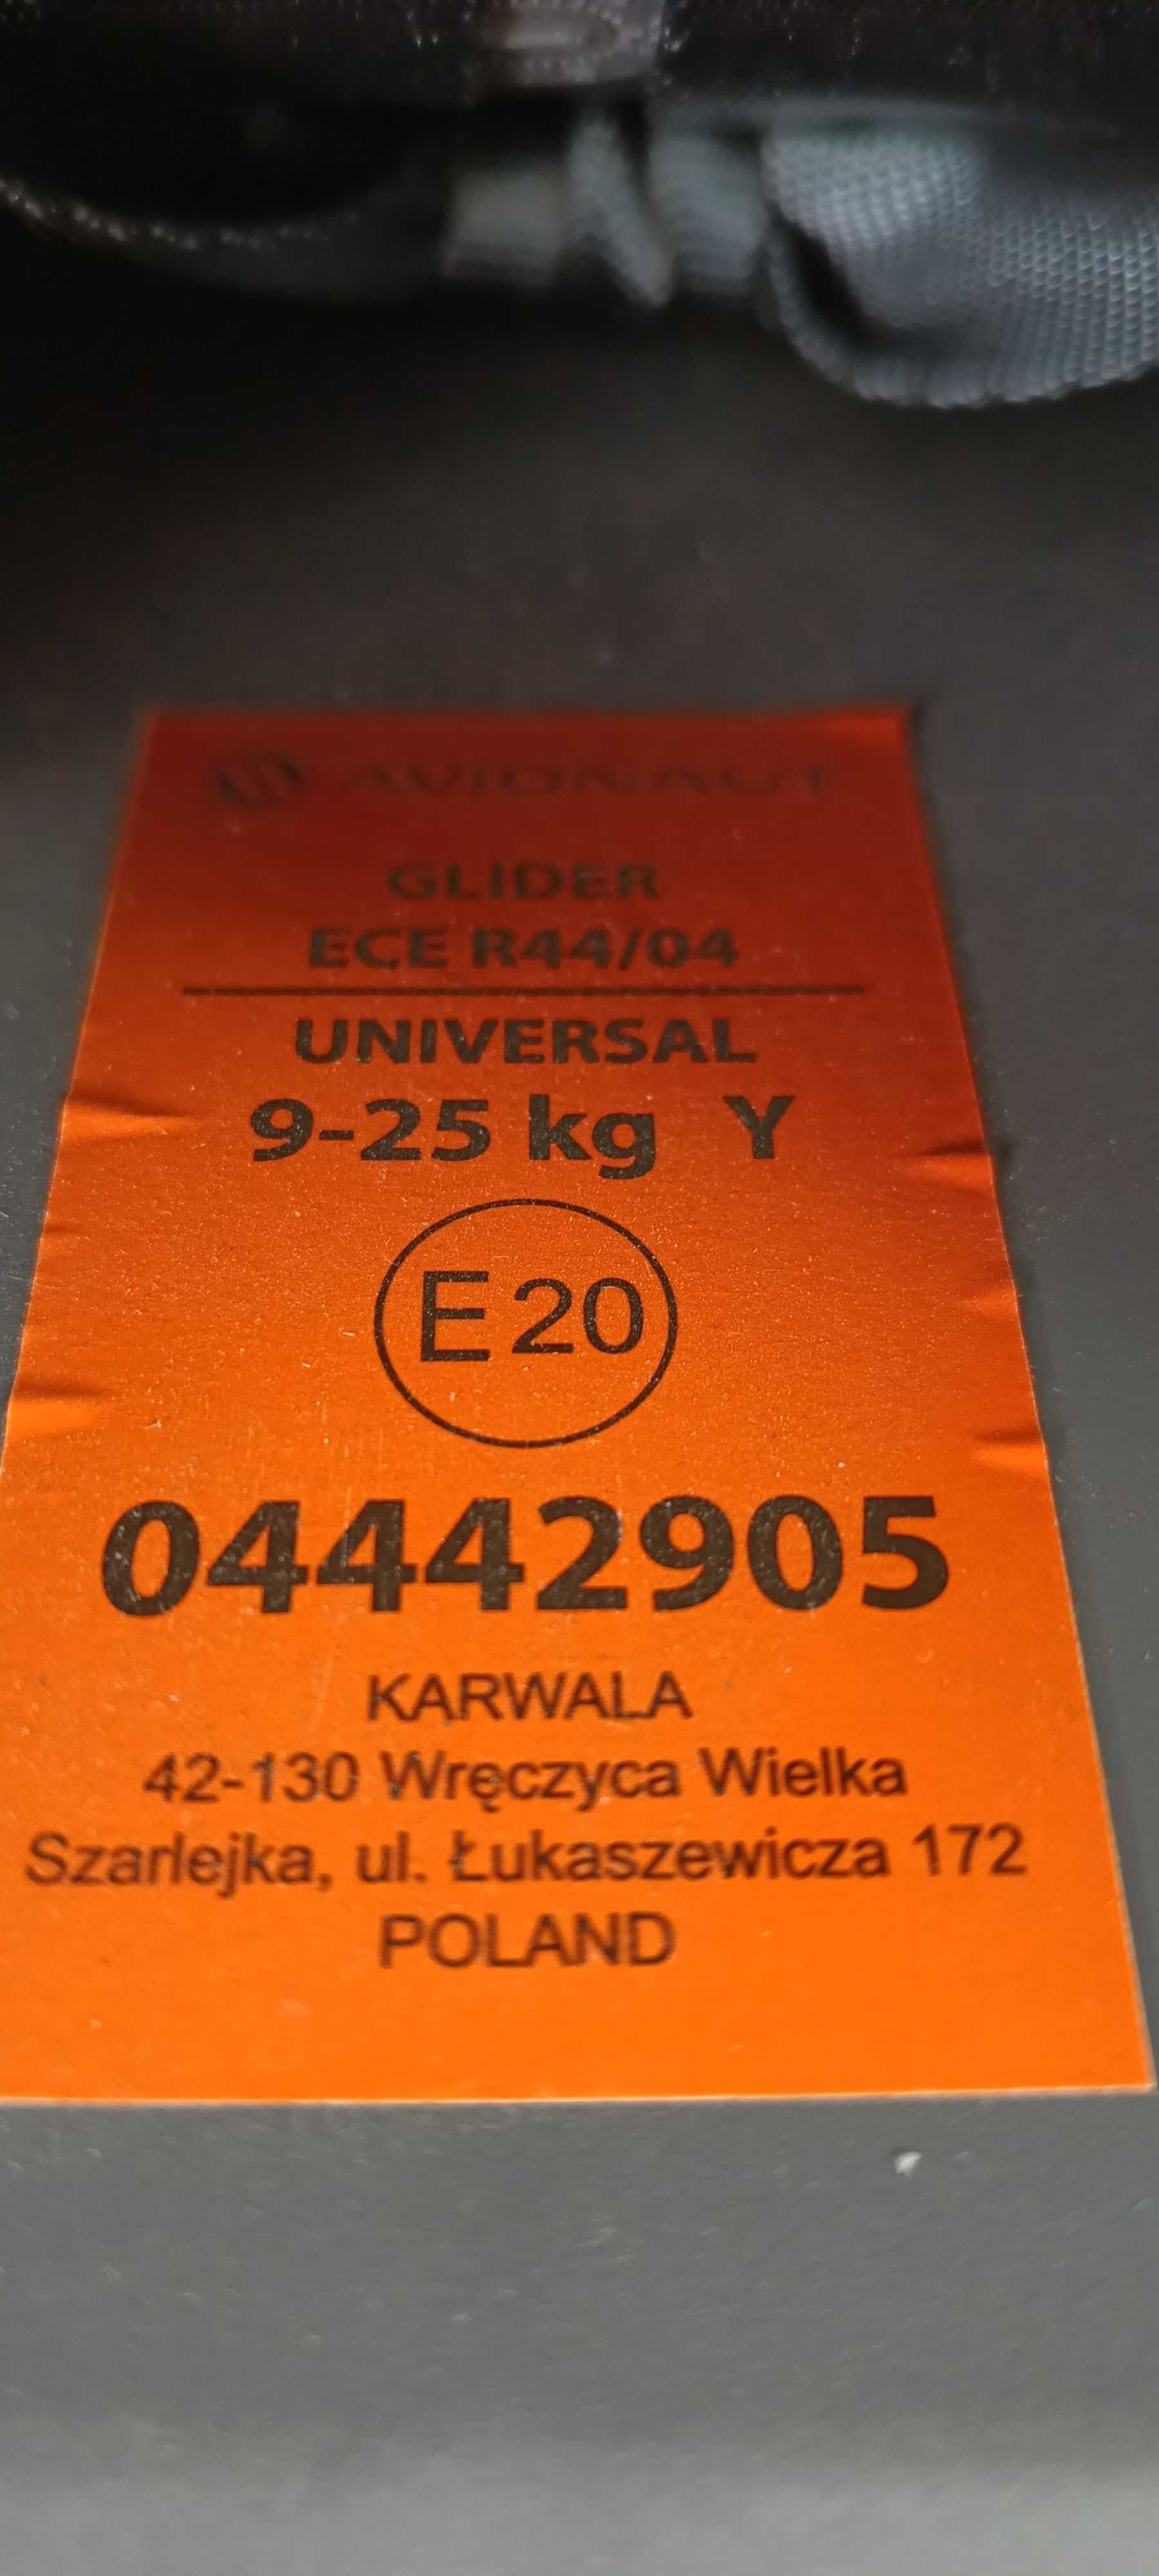 AVIONAUT
GLIDER
ECE R44/04
UNIVERSAL
9-25 kg Y
E 20
04442905
KARWALA
42-130 Wręczyca Wielka
Szarlejka, ul. Łukaszewicza 172
POLAND